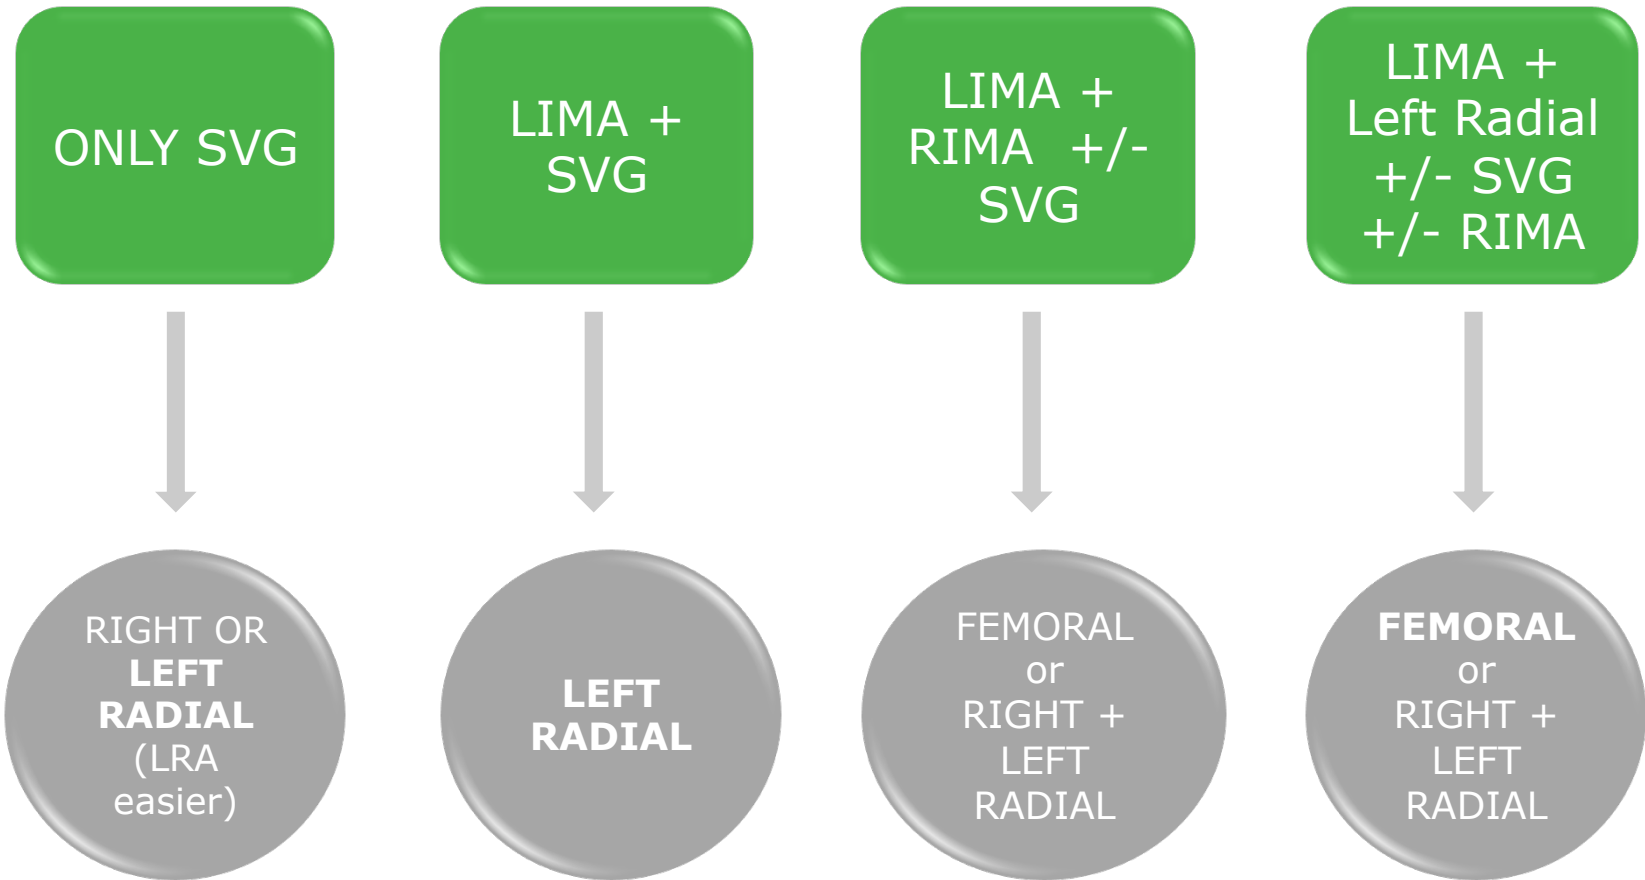 ONLY SVG
LIMA +
SVG
LIMA +
RIMA +/-
SVG
LIMA +
Left Radial
+/- SVG
+/- RIMA
RIGHT OR
LEFT
RADIAL
(LRA
easier)
LEFT
RADIAL
FEMORAL
or
RIGHT +
LEFT
RADIAL
FEMORAL
or
RIGHT +
LEFT
RADIAL